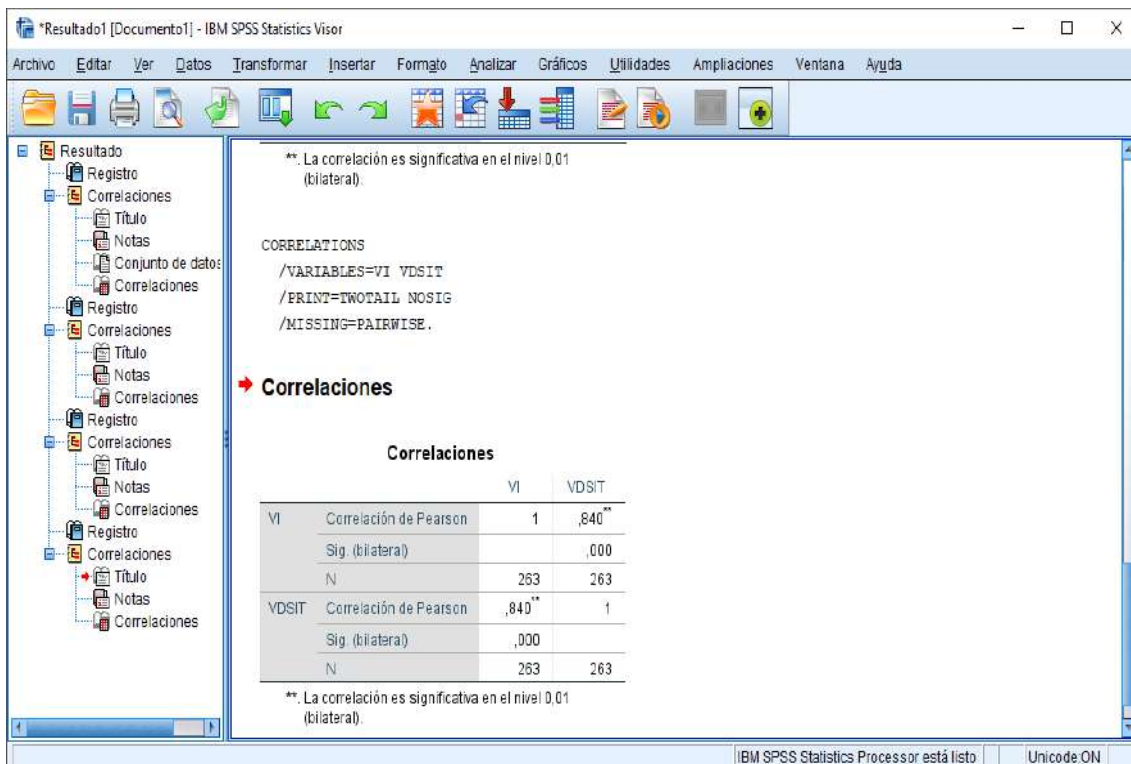 *Resultado1 [Documento1] - IBM SPSS Statistics Visor
Archivo Editar Ver Datos Transformar Insertar Formato Analizar Gráficos Utilidades Ampliaciones Ventana Ayuda
Resultado
Registro
Correlaciones
Título
Notas
Conjunto de datos
Correlaciones
Registro
Correlaciones
Título
Notas
Correlaciones
Registro
Correlaciones
Título
Notas
Correlaciones
Registro
Correlaciones
Título
Notas
Correlaciones
**. La correlación es significativa en el nivel 0,01
(bilateral).
CORRELATIONS
/VARIABLES=VI VDSIT
/PRINT=TWOTAIL NOSIG
/MISSING=PAIRWISE.
Correlaciones
Correlaciones
VI VDSIT
VI Correlación de Pearson 1 ,840**
Sig. (bilateral) ,000
N 263 263
VDSIT Correlación de Pearson ,840** 1
Sig. (bilateral) ,000
N 263 263
**. La correlación es significativa en el nivel 0,01
(bilateral).
IBM SPSS Statistics Processor está listo Unicode:ON